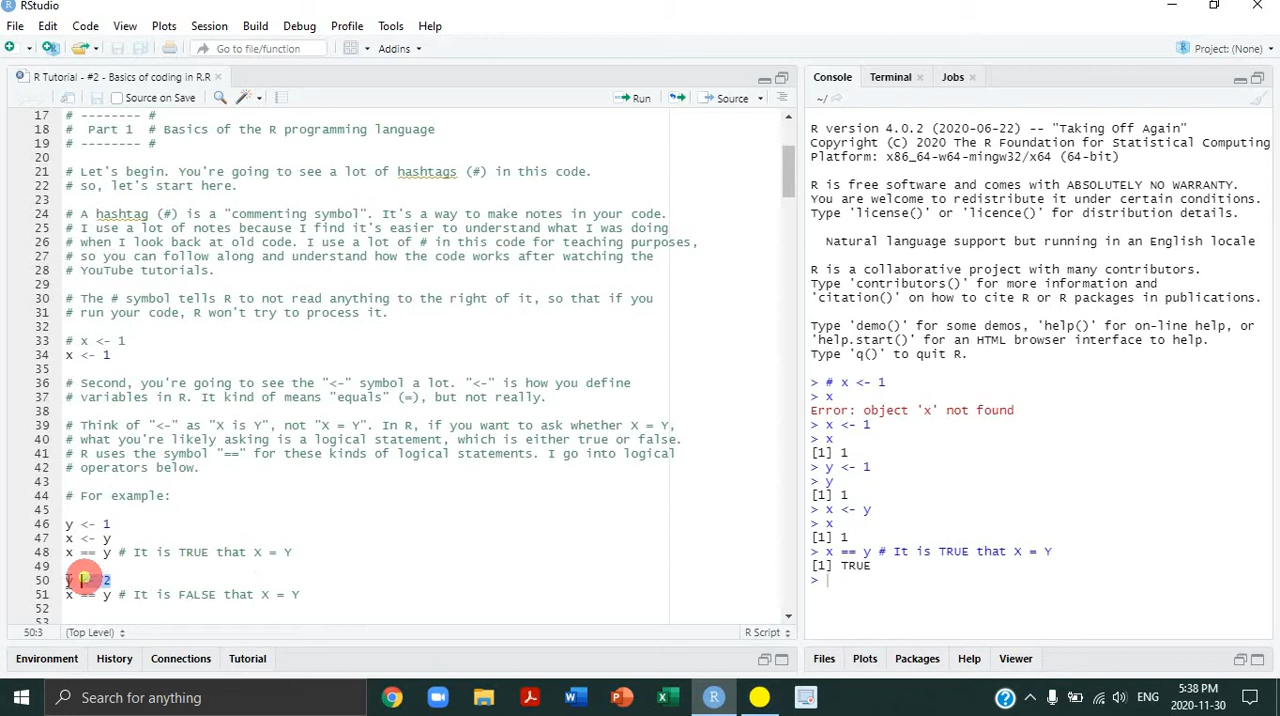 RStudio
File Edit Code View Plots Session Build Debug Profile Tools Help
Go to file/function Addins Project: (None)
R Tutorial - #2 - Basics of coding in R.R
Source on Save Run Source
17 # -------- #
18 #  Part 1  # Basics of the R programming language
19 # -------- #
20
21 # Let's begin. You're going to see a lot of hashtags (#) in this code.
22 # so, let's start here.
23
24 # A hashtag (#) is a "commenting symbol". It's a way to make notes in your code.
25 # I use a lot of notes because I find it's easier to understand what I was doing
26 # when I look back at old code. I use a lot of # in this code for teaching purposes,
27 # so you can follow along and understand how the code works after watching the
28 # YouTube tutorials.
29
30 # The # symbol tells R to not read anything to the right of it, so that if you
31 # run your code, R won't try to process it.
32
33 # x <- 1
34 x <- 1
35
36 # Second, you're going to see the "<-" symbol a lot. "<-" is how you define
37 # variables in R. It kind of means "equals" (=), but not really.
38
39 # Think of "<-" as "X is Y", not "X = Y". In R, if you want to ask whether X = Y,
40 # what you're likely asking is a logical statement, which is either true or false.
41 # R uses the symbol "==" for these kinds of logical statements. I go into logical
42 # operators below.
43
44 # For example:
45
46 y <- 1
47 x <- y
48 x == y # It is TRUE that X = Y
49
50 y 2
51 x == y # It is FALSE that X = Y
52
53
50:3 (Top Level) R Script
Environment History Connections Tutorial
Console Terminal Jobs
~/
R version 4.0.2 (2020-06-22) -- "Taking Off Again"
Copyright (C) 2020 The R Foundation for Statistical Computing
Platform: x86_64-w64-mingw32/x64 (64-bit)
R is free software and comes with ABSOLUTELY NO WARRANTY.
You are welcome to redistribute it under certain conditions.
Type 'license()' or 'licence()' for distribution details.
Natural language support but running in an English locale
R is a collaborative project with many contributors.
Type 'contributors()' for more information and
'citation()' on how to cite R or R packages in publications.
Type 'demo()' for some demos, 'help()' for on-line help, or
'help.start()' for an HTML browser interface to help.
Type 'q()' to quit R.
> # x <- 1
> x
Error: object 'x' not found
> x <- 1
> x
[1] 1
> y <- 1
> y
[1] 1
> x <- y
> x
[1] 1
> x == y # It is TRUE that X = Y
[1] TRUE
>
Files Plots Packages Help Viewer
Search for anything
ENG 5:38 PM
2020-11-30